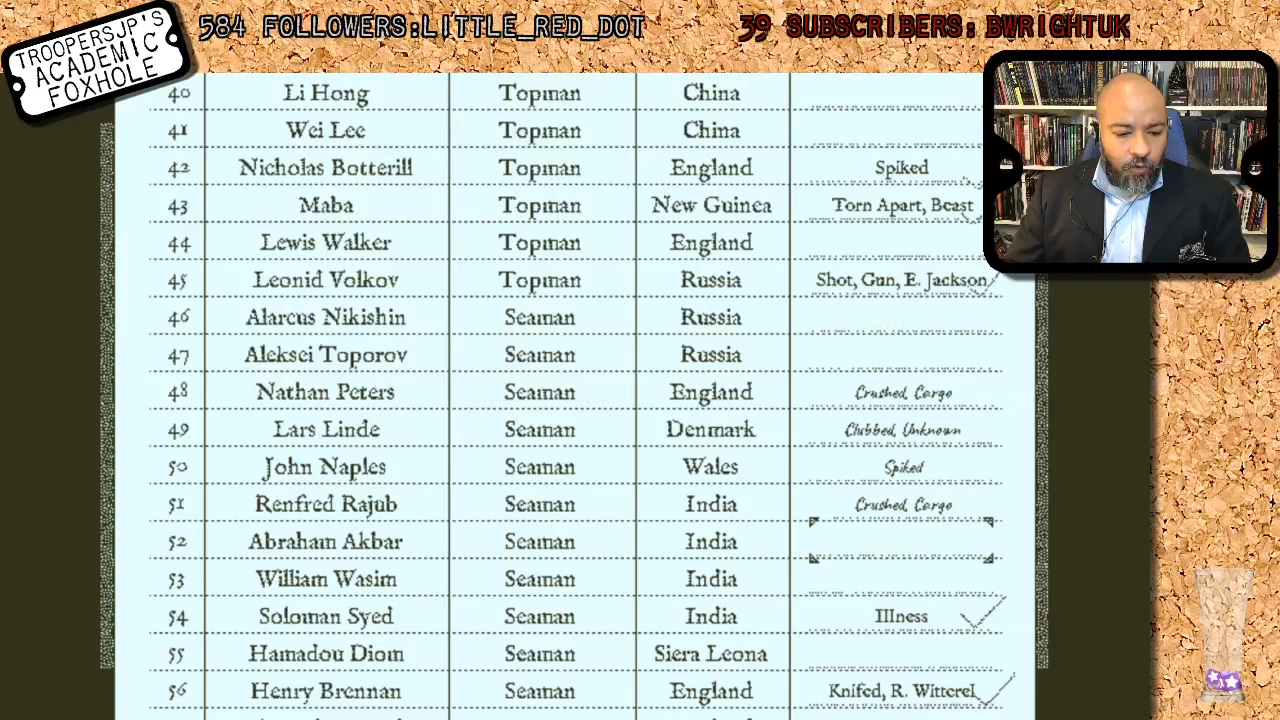 TROOPERSJP'S
ACADEMIC
FOXHOLE
584 FOLLOWERS:LITTLE_RED_DOT
39 SUBSCRIBERS: BWRIGHTUK
40 Li Hong Topman China
41 Wei Lee Topman China
42 Nicholas Botterill Topman England Spiked
43 Maba Topman New Guinea Torn Apart, Beast
44 Lewis Walker Topman England
45 Leonid Volkov Topman Russia Shot, Gun, E. Jackson
46 Alarcus Nikishin Seaman Russia
47 Aleksei Toporov Seaman Russia
48 Nathan Peters Seaman England Crushed, Cargo
49 Lars Linde Seaman Denmark Clubbed, Unknown
50 John Naples Seaman Wales Spiked
51 Renfred Rajub Seaman India Crushed, Cargo
52 Abraham Akbar Seaman India
53 William Wasim Seaman India
54 Soloman Syed Seaman India Illness
55 Hamadou Diom Seaman Siera Leona
56 Henry Brennan Seaman England Knifed, R. Witterel